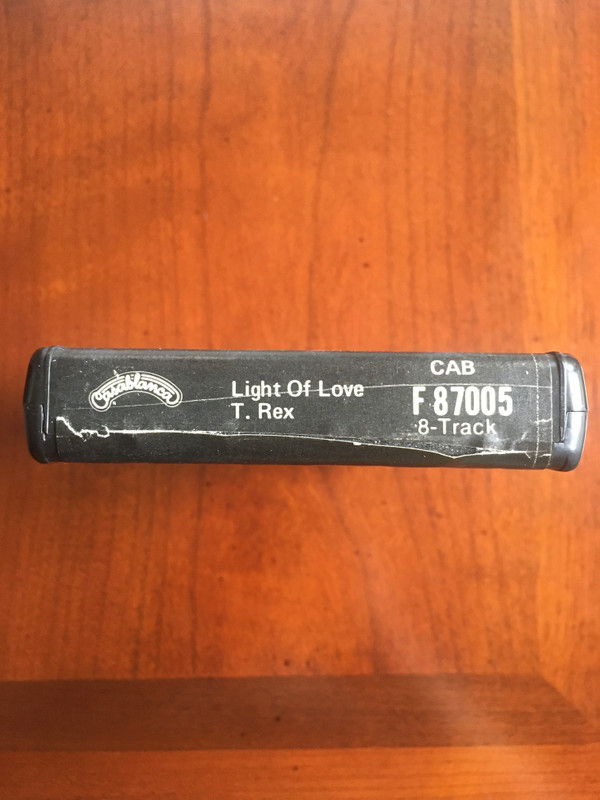 Casablanca
Light Of Love
T. Rex
CAB
F 87005
8-Track